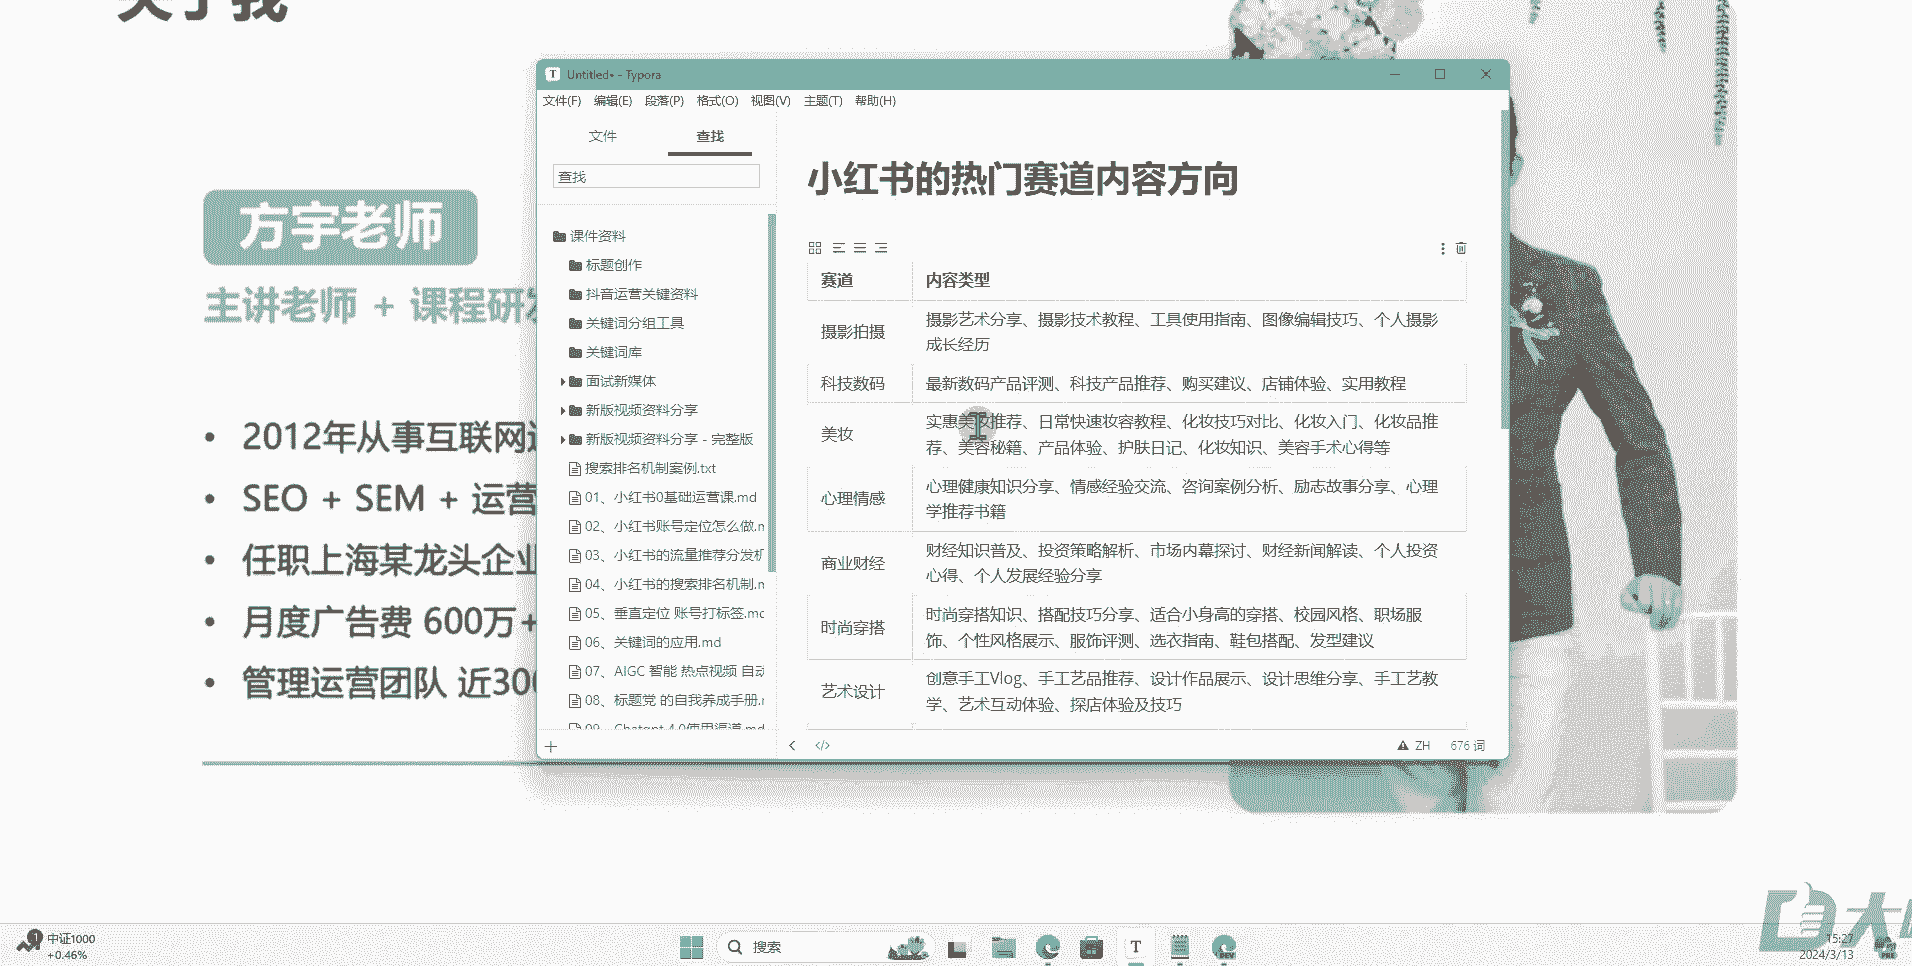 关于我
方宇老师
主讲老师 + 课程研发
2012年从事互联网
SEO + SEM + 运营
任职上海某龙头企业
月度广告费 600万+
管理运营团队 近300
Untitled• - Typora
文件(F) 编辑(E) 段落(P) 格式(O) 视图(V) 主题(T) 帮助(H)
文件 查找
查找
课件资料
标题创作
抖音运营关键资料
关键词分组工具
关键词库
面试新媒体
新版视频资料分享
新版视频资料分享 - 完整版
搜索排名机制案例.txt
01、小红书0基础运营课.md
02、小红书账号定位怎么做.m
03、小红书的流量推荐分发机
04、小红书的搜索排名机制.m
05、垂直定位 账号打标签.mc
06、关键词的应用.md
07、AIGC 智能 热点视频 自动
08、标题党 的自我养成手册.r
09、Chatgpt 4.0使用渠道.md
小红书的热门赛道内容方向
赛道 内容类型
摄影拍摄 摄影艺术分享、摄影技术教程、工具使用指南、图像编辑技巧、个人摄影
成长经历
科技数码 最新数码产品评测、科技产品推荐、购买建议、店铺体验、实用教程
美妆 实惠美妆推荐、日常快速妆容教程、化妆技巧对比、化妆入门、化妆品推
荐、美容秘籍、产品体验、护肤日记、化妆知识、美容手术心得等
心理情感 心理健康知识分享、情感经验交流、咨询案例分析、励志故事分享、心理
学推荐书籍
商业财经 财经知识普及、投资策略解析、市场内幕探讨、财经新闻解读、个人投资
心得、个人发展经验分享
时尚穿搭 时尚穿搭知识、搭配技巧分享、适合小身高的穿搭、校园风格、职场服
饰、个性风格展示、服饰评测、选衣指南、鞋包搭配、发型建议
艺术设计 创意手工Vlog、手工艺品推荐、设计作品展示、设计思维分享、手工艺教
学、艺术互动体验、探店体验及技巧
ZH 676 词
中证1000
+0.46%
1
搜索
DEV
大
15:27
2024/3/13
PRE